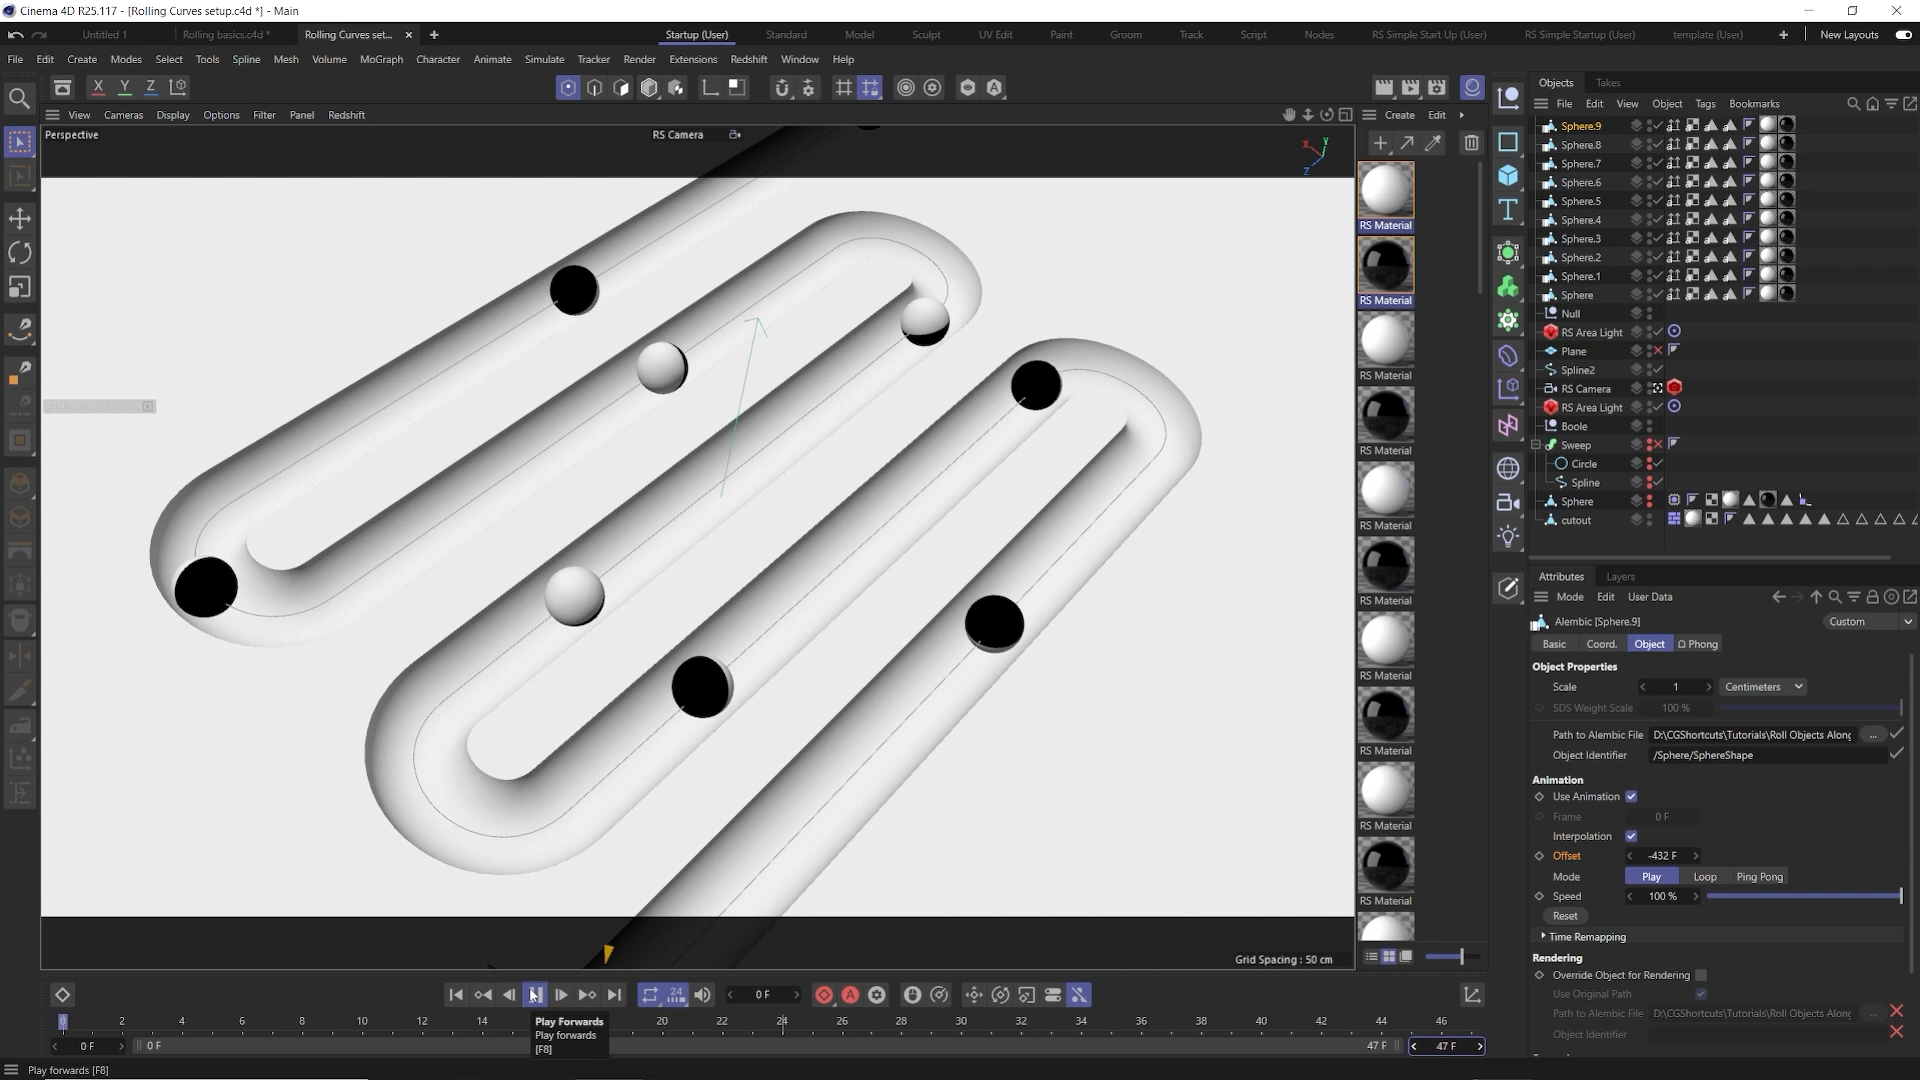 Cinema 4D R25.117 - [Rolling Curves setup.c4d *] - Main
Untitled 1
Rolling basics.c4d *
Rolling Curves set...
Startup (User)
Standard
Model
Sculpt
UV Edit
Paint
Groom
Track
Script
Nodes
RS Simple Start Up (User)
RS Simple Startup (User)
template (User)
New Layouts
File Edit Create Modes Select Tools Spline Mesh Volume MoGraph Character Animate Simulate Tracker Render Extensions Redshift Window Help
X Y Z
View Cameras Display Options Filter Panel Redshift
Create Edit
Perspective
RS Camera
X Y Z
Grid Spacing : 50 cm
RS Material
RS Material
RS Material
RS Material
RS Material
RS Material
RS Material
RS Material
RS Material
RS Material
Objects Takes
File Edit View Object Tags Bookmarks
Sphere.9
Sphere.8
Sphere.7
Sphere.6
Sphere.5
Sphere.4
Sphere.3
Sphere.2
Sphere.1
Sphere
Null
RS Area Light
Plane
Spline2
RS Camera
RS Area Light
Boole
Sweep
Circle
Spline
Sphere
cutout
Attributes Layers
Mode Edit User Data
Alembic [Sphere.9]
Custom
Basic Coord. Object Phong
Object Properties
Scale 1 Centimeters
SDS Weight Scale 100 %
Path to Alembic File D:\CGShortcuts\Tutorials\Roll Objects Along ...
Object Identifier /Sphere/SphereShape
Animation
Use Animation
Frame 0 F
Interpolation
Offset -432 F
Mode Play Loop Ping Pong
Speed 100 %
Reset
Time Remapping
Rendering
Override Object for Rendering
Use Original Path
Path to Alembic File D:\CGShortcuts\Tutorials\Roll Objects Along ...
Object Identifier
24
0 F
0 2 4 6 8 10 12 14 20 22 24 26 28 30 32 34 36 38 40 42 44 46
Play Forwards
Play forwards
[F8]
0 F
0 F
47 F
47 F
Play forwards [F8]